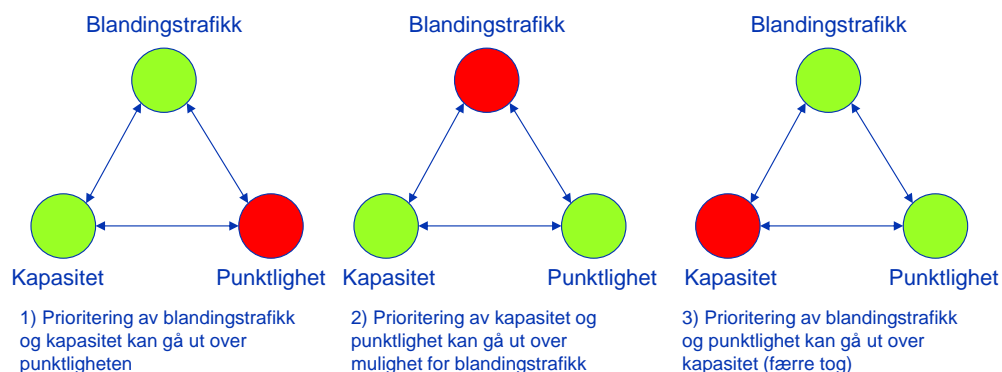 Blandingstrafikk
Kapasitet
Punktlighet
1) Prioritering av blandingstrafikk
og kapasitet kan gå ut over
punktligheten
Blandingstrafikk
Kapasitet
Punktlighet
2) Prioritering av kapasitet og
punktlighet kan gå ut over
mulighet for blandingstrafikk
Blandingstrafikk
Kapasitet
Punktlighet
3) Prioritering av blandingstrafikk
og punktlighet kan gå ut over
kapasitet (færre tog)